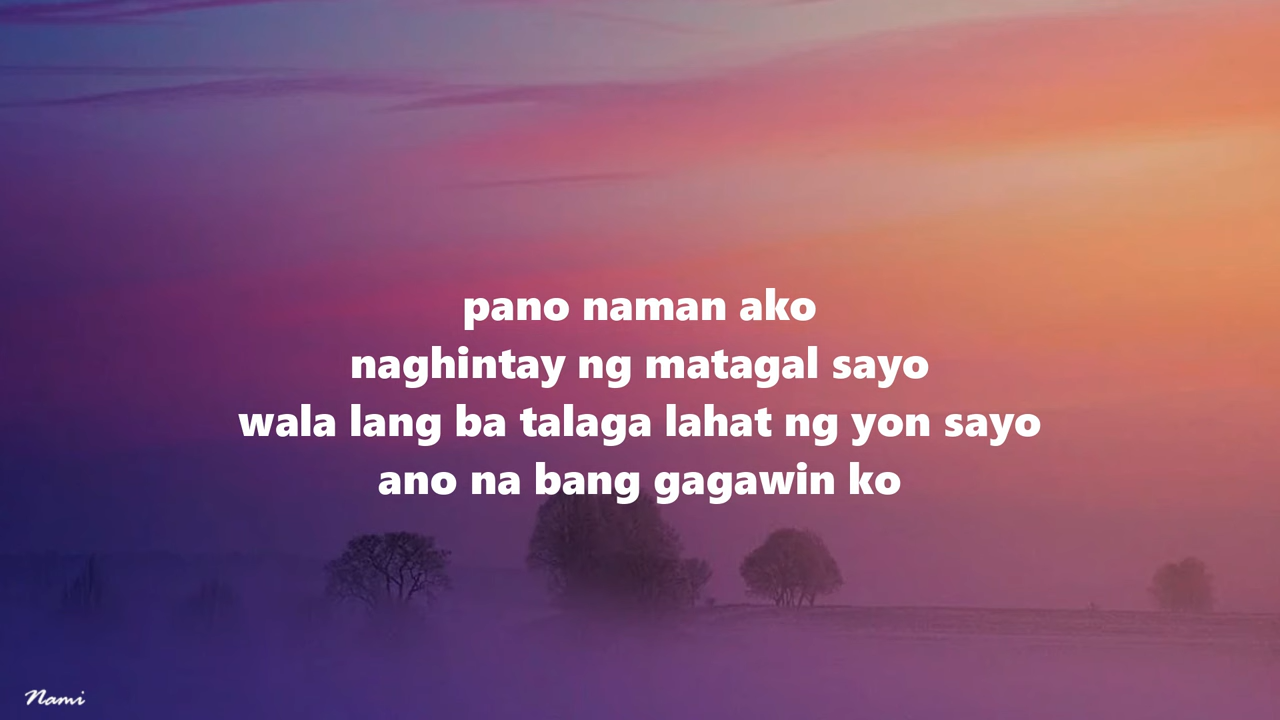 pano naman ako
naghintay ng matagal sayo
wala lang ba talaga lahat ng yon sayo
ano na bang gagawin ko
Nami